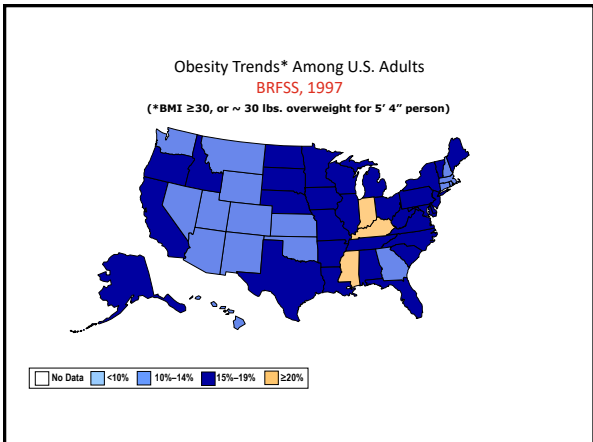 Obesity Trends* Among U.S. Adults
BRFSS, 1997
(*BMI ≥30, or ~ 30 lbs. overweight for 5’ 4” person)
No Data <10% 10%–14% 15%–19% ≥20%